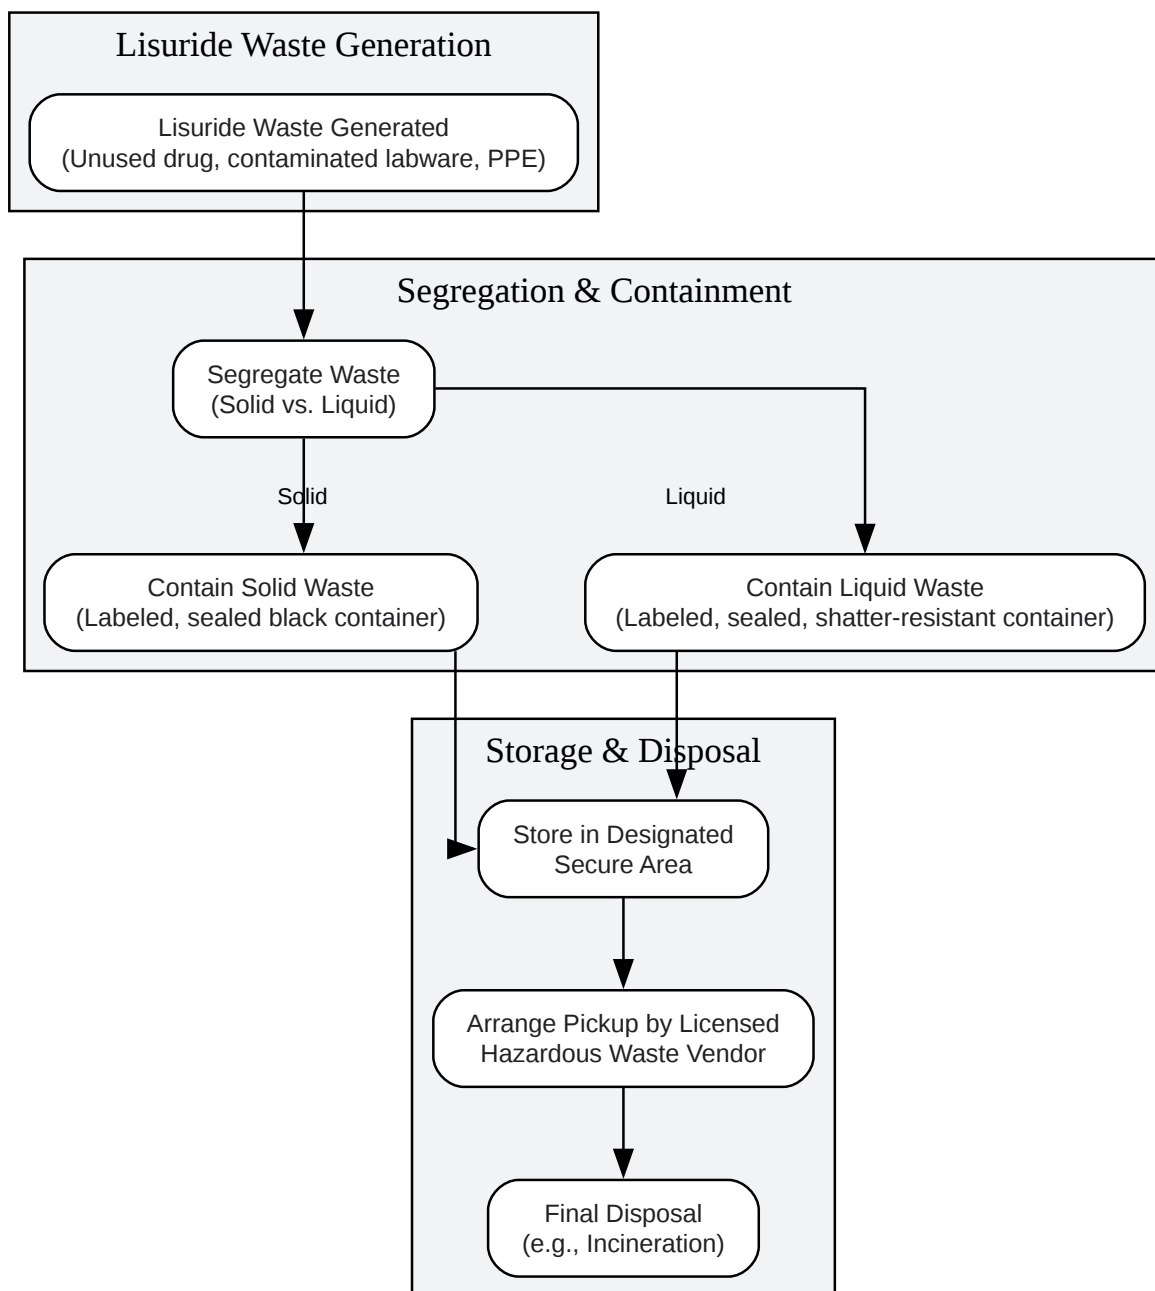 Lisuride Waste Generation
Lisuride Waste Generated
(Unused drug, contaminated labware, PPE)
Segregation & Containment
Segregate Waste
(Solid vs. Liquid)
Solid
Liquid
Contain Solid Waste
(Labeled, sealed black container)
Contain Liquid Waste
(Labeled, sealed, shatter-resistant container)
Storage & Disposal
Store in Designated
Secure Area
Arrange Pickup by Licensed
Hazardous Waste Vendor
Final Disposal
(e.g., Incineration)